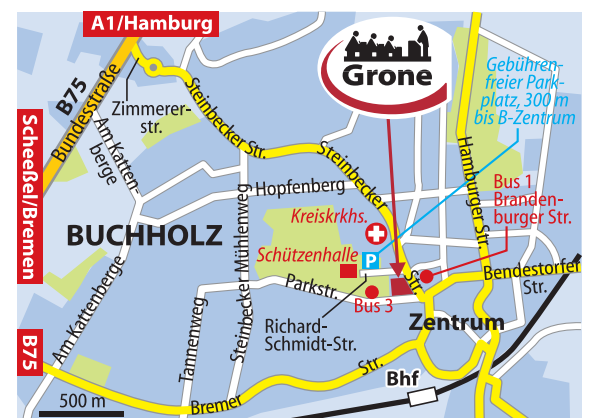 A1/Hamburg
B75
Bundesstraße
Zimmerer-
str.
Steinbecker Str.
Grone
Gebühren-
freier Park-
platz, 300 m
bis B-Zentrum
Scheeßel/Bremen
Am Katten-
berge
Steinbecker
Str.
Hamburger Str.
Hopfenberg
Bus 1
Branden-
burger Str.
Kreiskrkhs.
BUCHHOLZ
Steinbecker Mühlenweg
Schützenhalle
P
Bendestorfer
Str.
Parkstr.
Bus 3
Am Kattenberge
Tannenweg
Richard-
Schmidt-Str.
Zentrum
B75
Bremer
Str.
Bhf
500 m